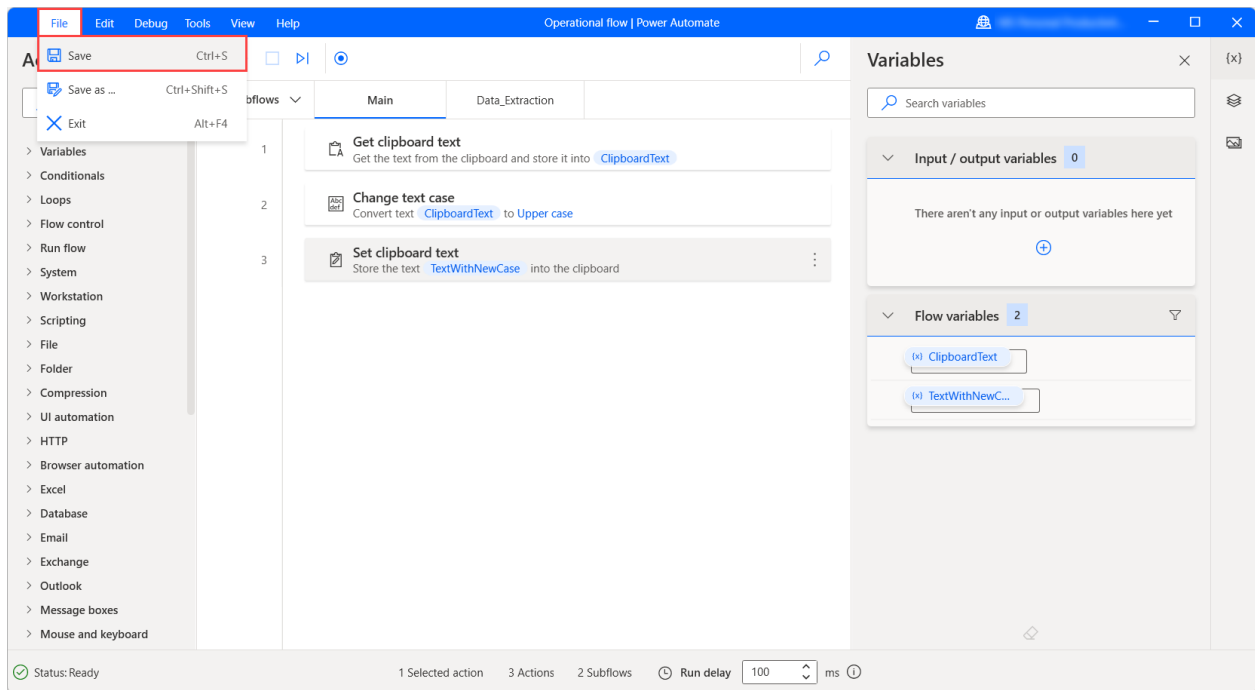 File Edit Debug Tools View Help
Operational flow | Power Automate
Save Ctrl+S
Save as ... Ctrl+Shift+S
Exit Alt+F4
Main
Data_Extraction
Variables
Conditionals
Loops
Flow control
Run flow
System
Workstation
Scripting
File
Folder
Compression
UI automation
HTTP
Browser automation
Excel
Database
Email
Exchange
Outlook
Message boxes
Mouse and keyboard
1
Get clipboard text
Get the text from the clipboard and store it into ClipboardText
2
Abc
def
Change text case
Convert text ClipboardText to Upper case
3
Set clipboard text
Store the text TextWithNewCase into the clipboard
Variables
{x}
Search variables
Input / output variables 0
There aren't any input or output variables here yet
Flow variables 2
{x} ClipboardText
{x} TextWithNewC...
Status: Ready
1 Selected action 3 Actions 2 Subflows Run delay 100 ms